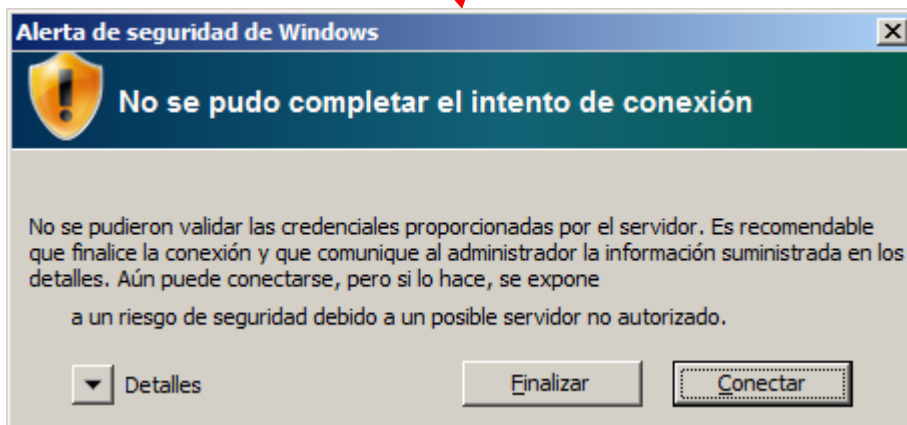 Alerta de seguridad de Windows
No se pudo completar el intento de conexión
No se pudieron validar las credenciales proporcionadas por el servidor. Es recomendable
que finalice la conexión y que comunique al administrador la información suministrada en los
detalles. Aún puede conectarse, pero si lo hace, se expone
a un riesgo de seguridad debido a un posible servidor no autorizado.
Detalles
Finalizar
Conectar